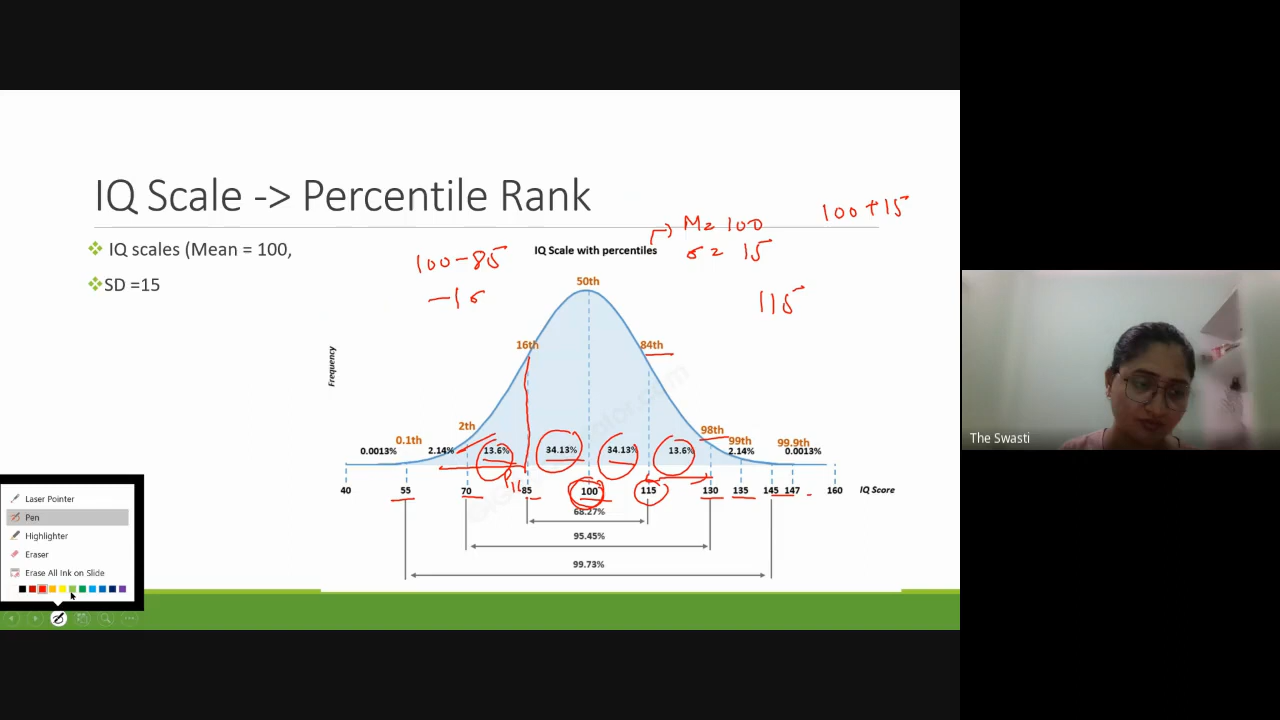 IQ Scale -> Percentile Rank
100+15
M= 100
IQ scales (Mean = 100,
IQ Scale with percentiles
σ= 15
100-85
SD =15
50th
-1σ
115
16th
84th
Frequency
2th
98th
0.1th
99th
99.9th
0.0013%
2.14%
13.6%
34.13%
34.13%
13.6%
2.14%
0.0013%
P16
40 55 70 85 100 115 130 135 145 147 160 IQ Score
68.27%
95.45%
99.73%
The Swasti
Laser Pointer
Pen
Highlighter
Eraser
Erase All Ink on Slide